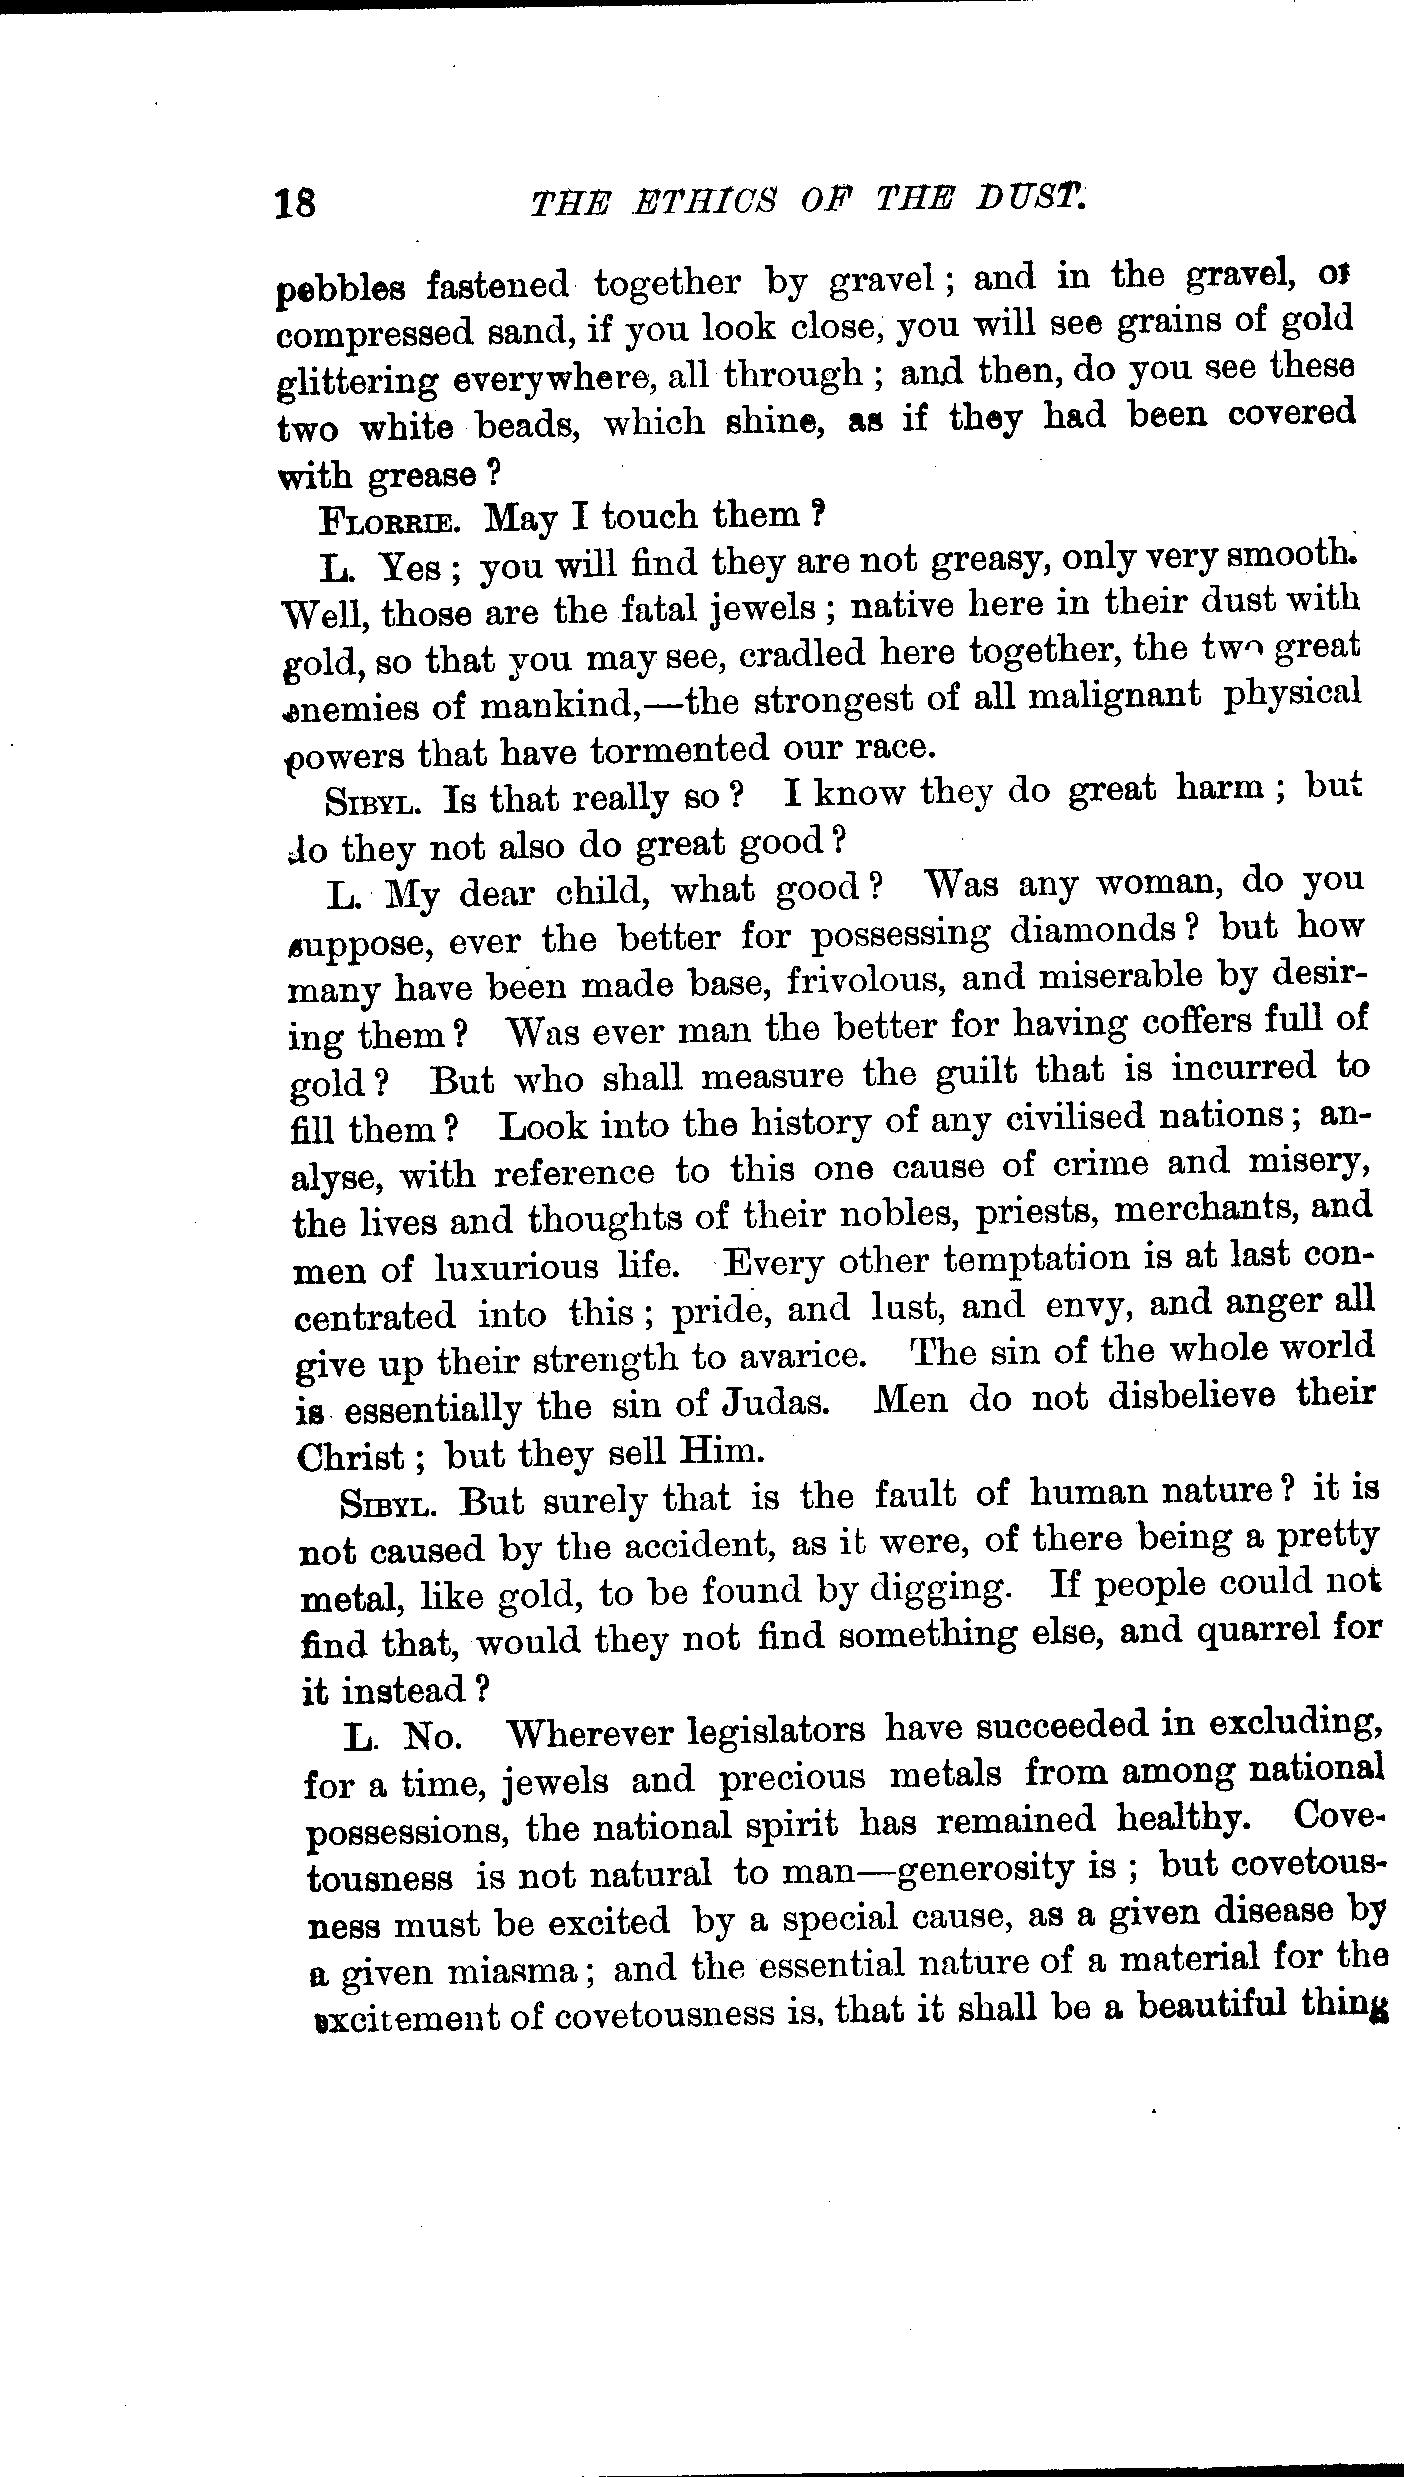 18 THE ETHICS OF THE DUST.
pebbles fastened together by gravel; and in the gravel, or
compressed sand, if you look close, you will see grains of gold
glittering everywhere, all through; and then, do you see these
two white beads, which shine, as if they had been covered
with grease?
FLORRIE. May I touch them?
L. Yes; you will find they are not greasy, only very smooth.
Well, those are the fatal jewels; native here in their dust with
gold, so that you may see, cradled here together, the two great
enemies of mankind,—the strongest of all malignant physical
powers that have tormented our race.
SIBYL. Is that really so? I know they do great harm; but
do they not also do great good?
L. My dear child, what good? Was any woman, do you
suppose, ever the better for possessing diamonds? but how
many have been made base, frivolous, and miserable by desir-
ing them? Was ever man the better for having coffers full of
gold? But who shall measure the guilt that is incurred to
fill them? Look into the history of any civilised nations; an-
alyse, with reference to this one cause of crime and misery,
the lives and thoughts of their nobles, priests, merchants, and
men of luxurious life. Every other temptation is at last con-
centrated into this; pride, and lust, and envy, and anger all
give up their strength to avarice. The sin of the whole world
is essentially the sin of Judas. Men do not disbelieve their
Christ; but they sell Him.
SIBYL. But surely that is the fault of human nature? it is
not caused by the accident, as it were, of there being a pretty
metal, like gold, to be found by digging. If people could not
find that, would they not find something else, and quarrel for
it instead?
L. No. Wherever legislators have succeeded in excluding,
for a time, jewels and precious metals from among national
possessions, the national spirit has remained healthy. Cove-
tousness is not natural to man—generosity is; but covetous-
ness must be excited by a special cause, as a given disease by
a given miasma; and the essential nature of a material for the
excitement of covetousness is, that it shall be a beautiful thing